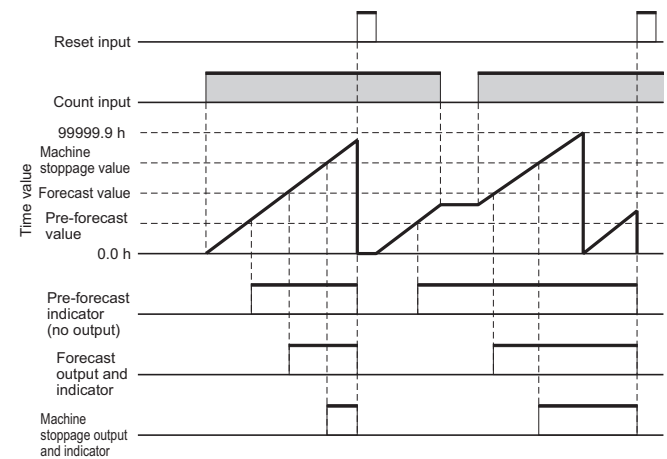 Reset input
Count input
99999.9 h
Machine
stoppage value
Forecast value
Pre-forecast
value
0.0 h
Time value
Pre-forecast
indicator
(no output)
Forecast
output and
indicator
Machine
stoppage output
and indicator